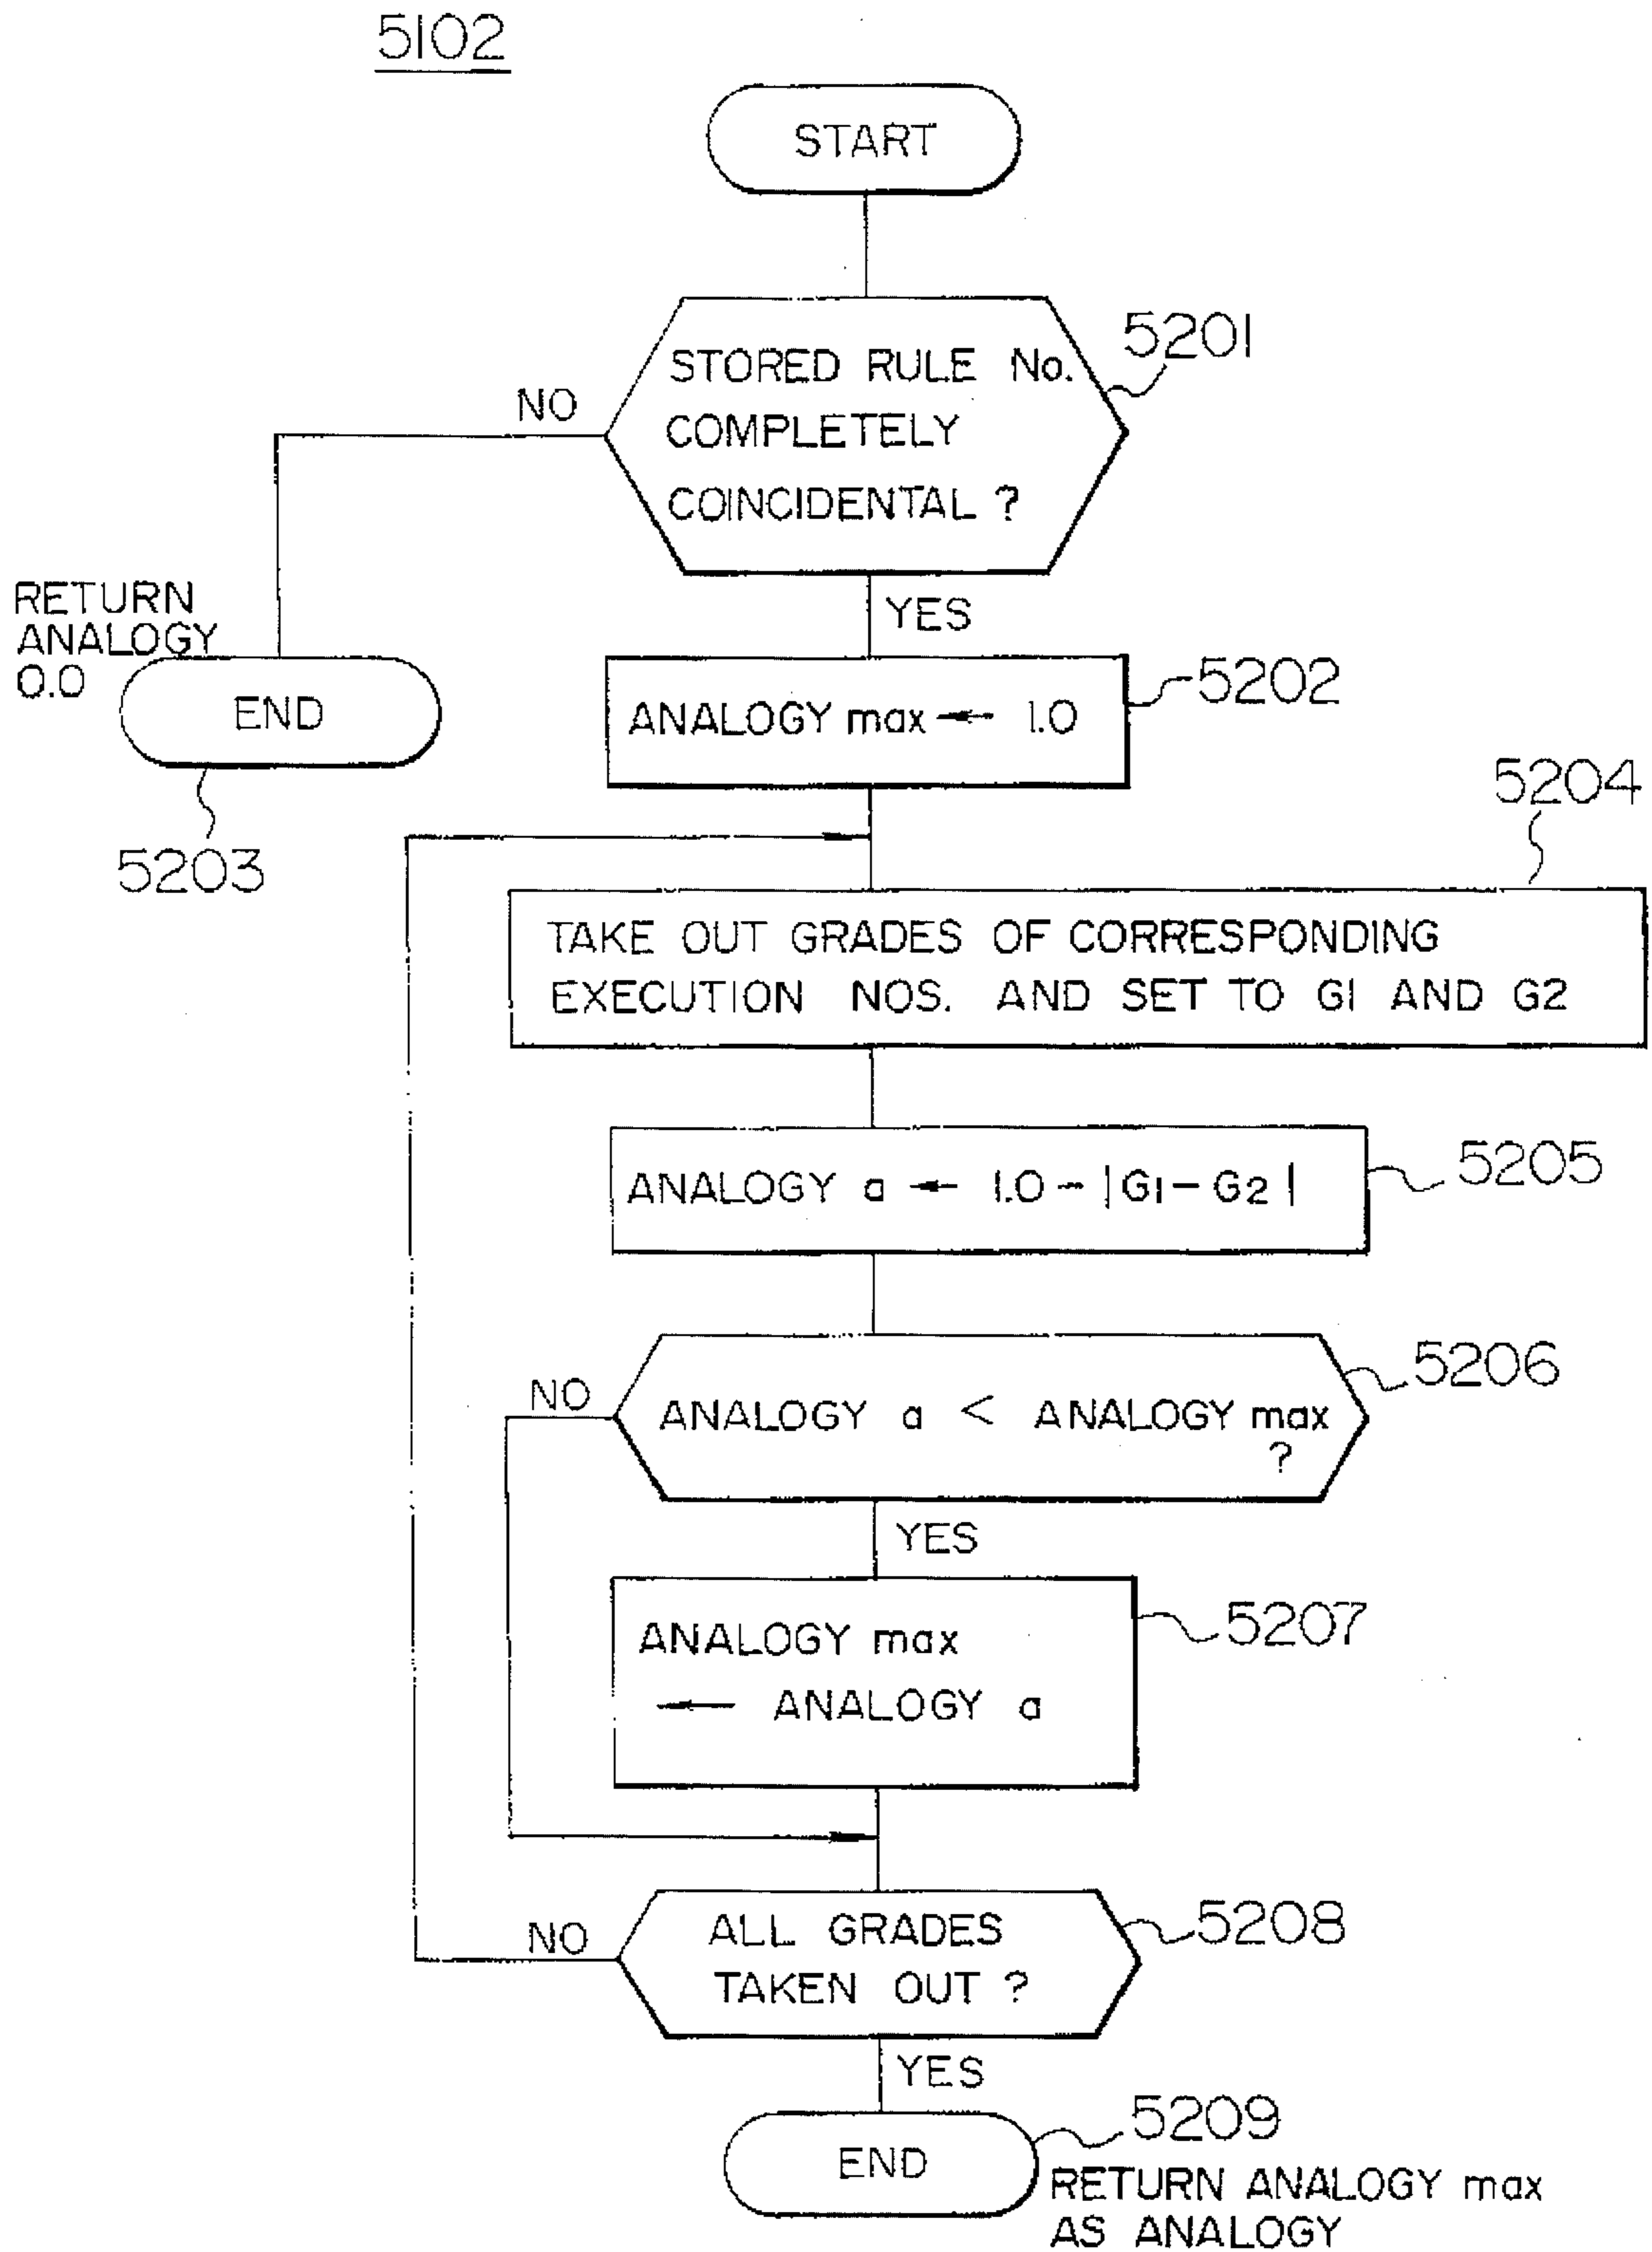 5102
START
5201
STORED RULE No.
COMPLETELY
COINCIDENTAL ?
NO
YES
RETURN
ANALOGY
0.0
END
5203
5202
ANALOGY max ← 1.0
5204
TAKE OUT GRADES OF CORRESPONDING
EXECUTION NOS. AND SET TO G1 AND G2
5205
ANALOGY a ← 1.0 - |G1 - G2|
5206
NO
ANALOGY a < ANALOGY max
?
YES
5207
ANALOGY max
← ANALOGY a
5208
NO
ALL GRADES
TAKEN OUT ?
YES
5209
END
RETURN ANALOGY max
AS ANALOGY